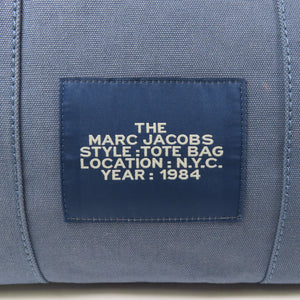 THE
MARC JACOBS
STYLE :TOTE BAG
LOCATION : N.Y.C.
YEAR : 1984